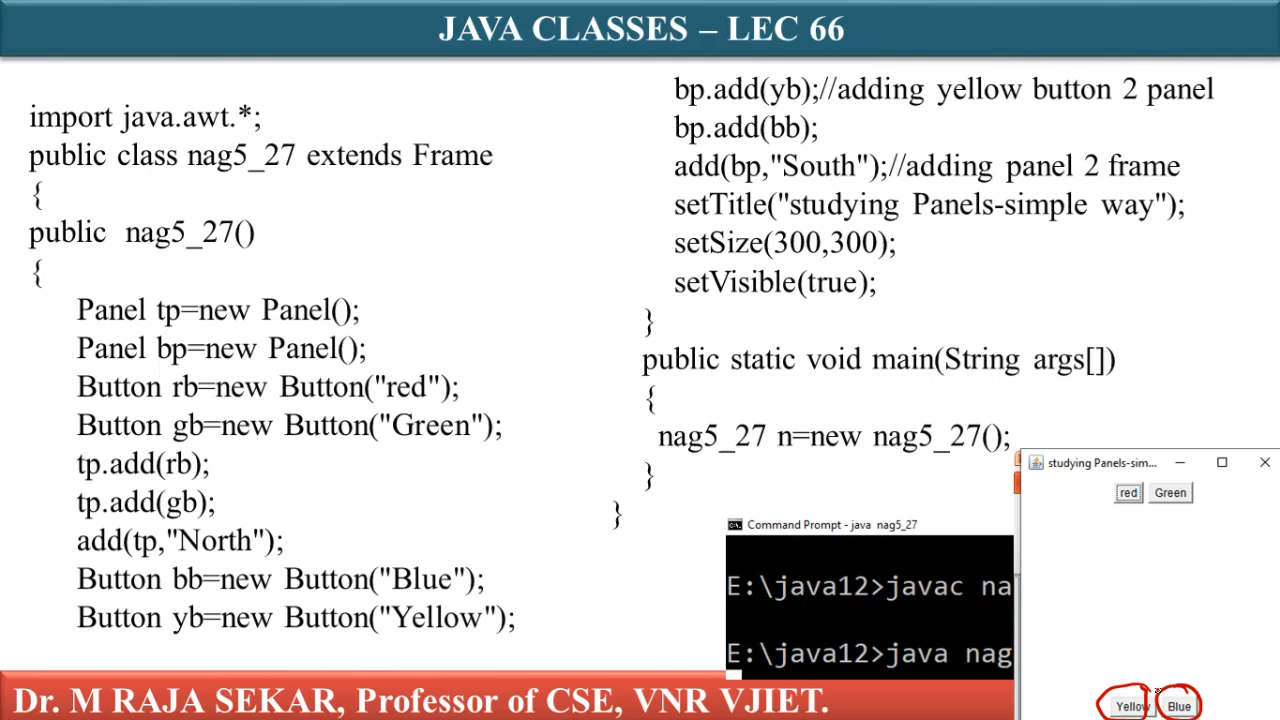 JAVA CLASSES – LEC 66
import java.awt.*;
public class nag5_27 extends Frame
{
public nag5_27()
{
Panel tp=new Panel();
Panel bp=new Panel();
Button rb=new Button("red");
Button gb=new Button("Green");
tp.add(rb);
tp.add(gb);
add(tp,"North");
Button bb=new Button("Blue");
Button yb=new Button("Yellow");
bp.add(yb);//adding yellow button 2 panel
bp.add(bb);
add(bp,"South");//adding panel 2 frame
setTitle("studying Panels-simple way");
setSize(300,300);
setVisible(true);
}
public static void main(String args[])
{
nag5_27 n=new nag5_27();
}
}
Command Prompt - java nag5_27
E:\java12>javac na
E:\java12>java nag
studying Panels-sim...
red Green
Yellow Blue
Dr. M RAJA SEKAR, Professor of CSE, VNR VJIET.